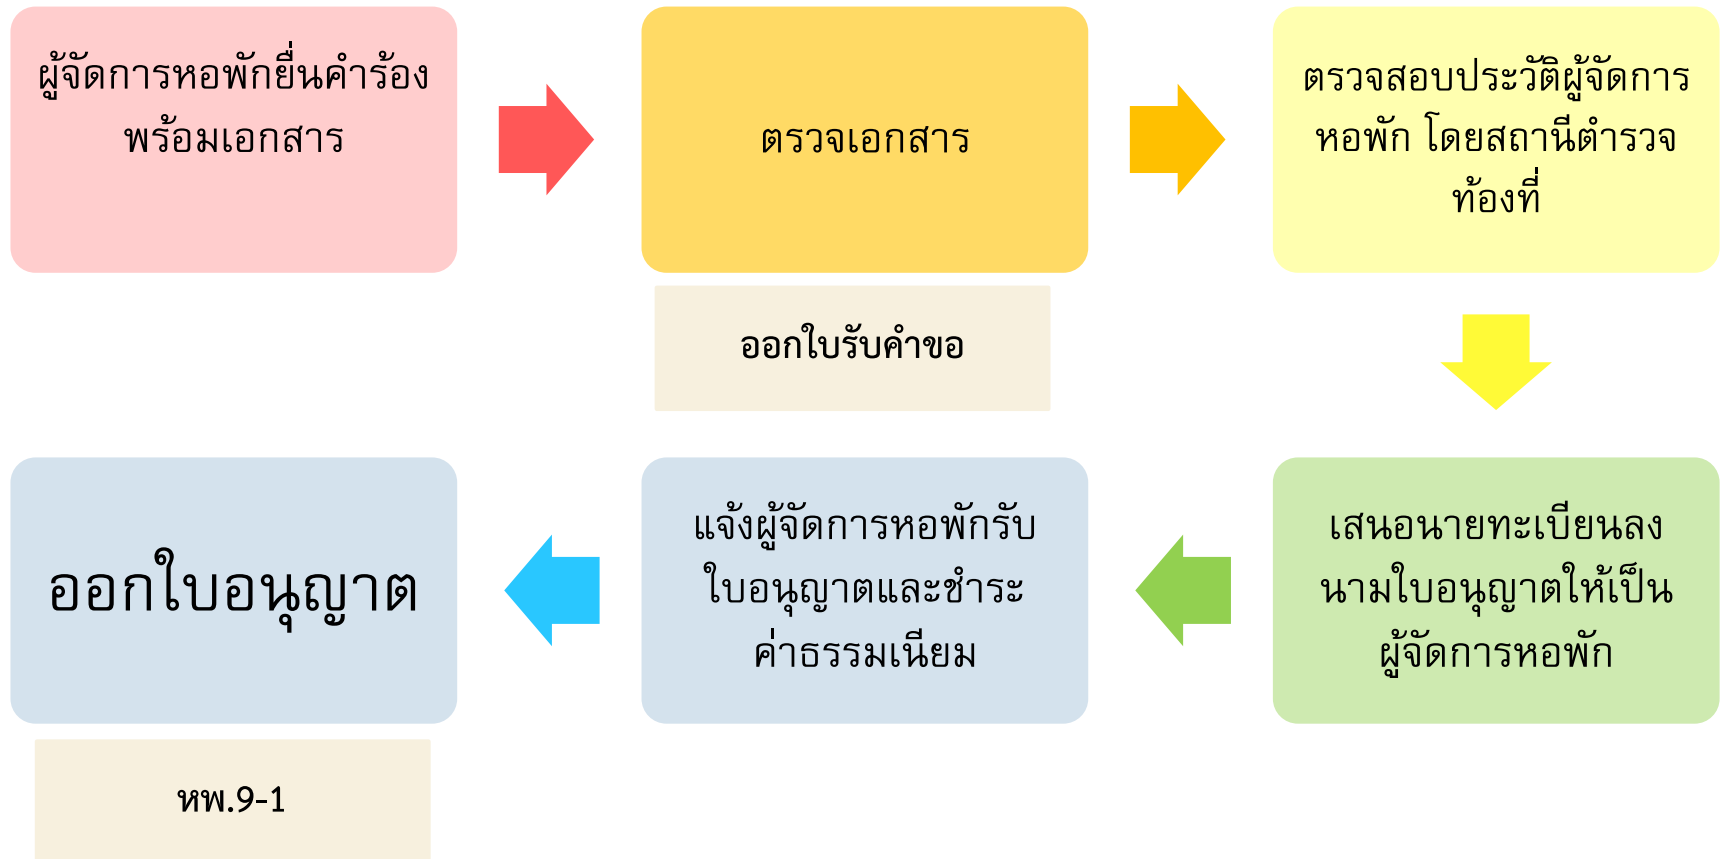 ผู้จัดการหอพักยื่นคำร้อง
พร้อมเอกสาร
ตรวจเอกสาร
ตรวจสอบประวัติผู้จัดการ
หอพัก โดยสถานีตำรวจ
ท้องที่
ออกใบรับคำขอ
เสนอนายทะเบียนลง
นามใบอนุญาตให้เป็น
ผู้จัดการหอพัก
แจ้งผู้จัดการหอพักรับ
ใบอนุญาตและชำระ
ค่าธรรมเนียม
ออกใบอนุญาต
หพ.9-1